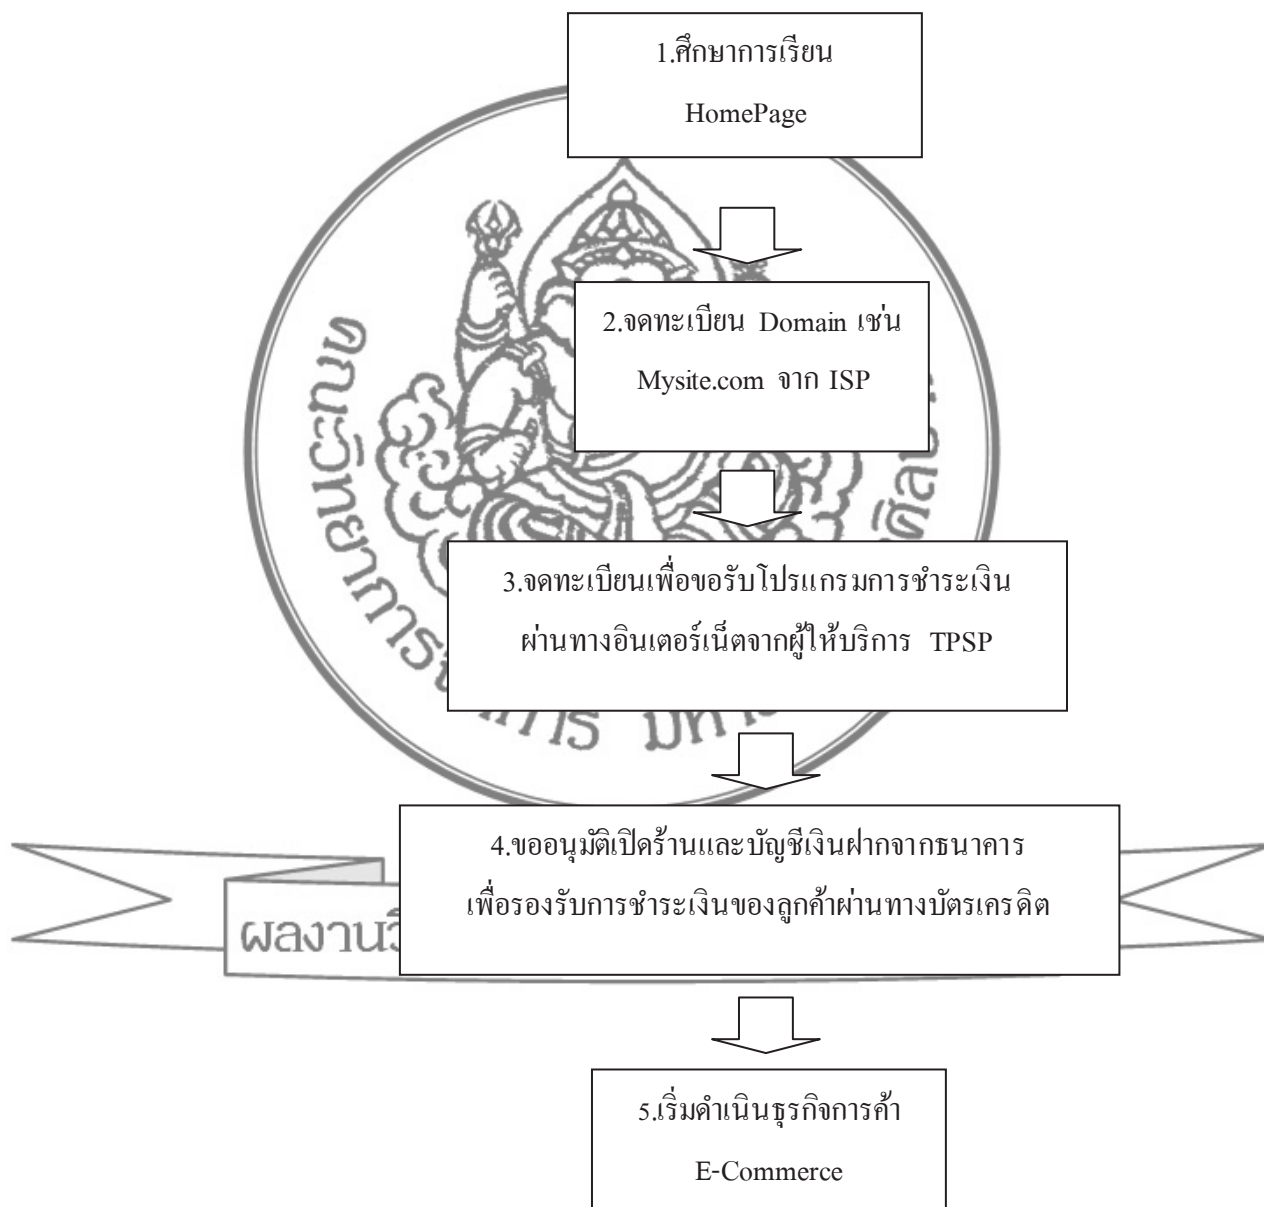 1.ศึกษาการเรียน
HomePage
2.จดทะเบียน Domain เช่น
Mysite.com จาก ISP
3.จดทะเบียนเพื่อขอรับโปรแกรมการชำระเงิน
ผ่านทางอินเตอร์เน็ตจากผู้ให้บริการ TPSP
4.ขออนุมัติเปิดร้านและบัญชีเงินฝากจากธนาคาร
เพื่อรองรับการชำระเงินของลูกค้าผ่านทางบัตรเครดิต
ผลงาน
5.เริ่มดำเนินธุรกิจการค้า
E-Commerce